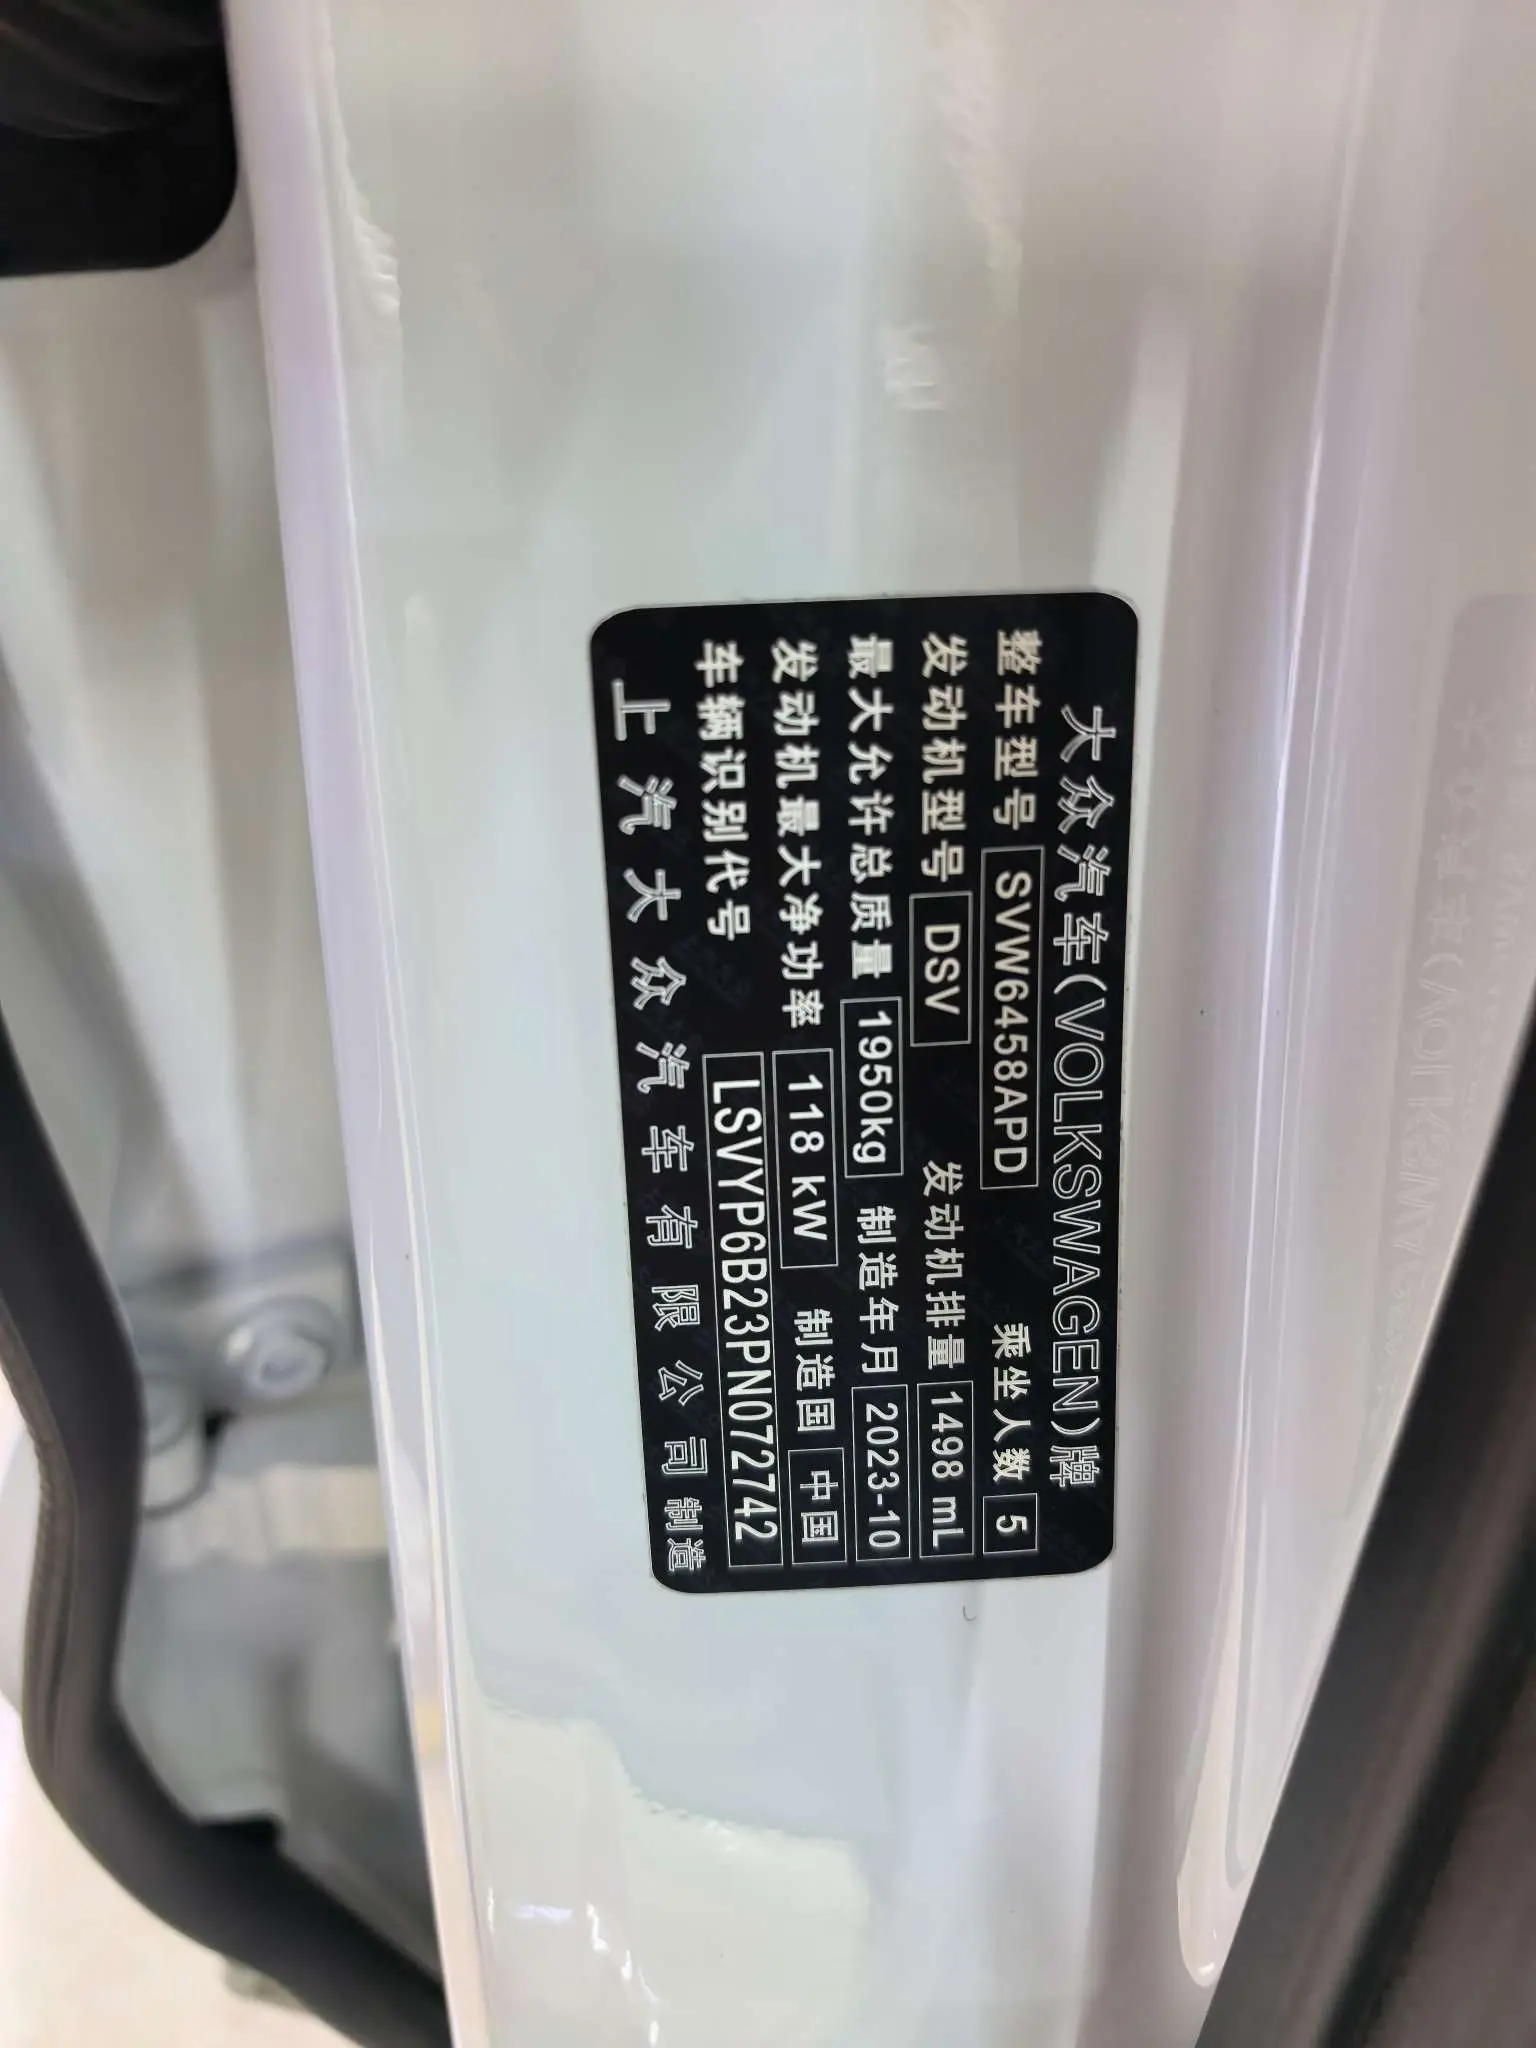 大众汽车(VOLKSWAGEN)牌
整车型号 SVW6458APD 乘坐人数 5
发动机型号 DSV 发动机排量 1498 mL
最大允许总质量 1950kg 制造年月 2023-10
发动机最大净功率 118 kW 制造国 中国
车辆识别代号 LSVYP6B23PN072742
上汽大众汽车有限公司 制造